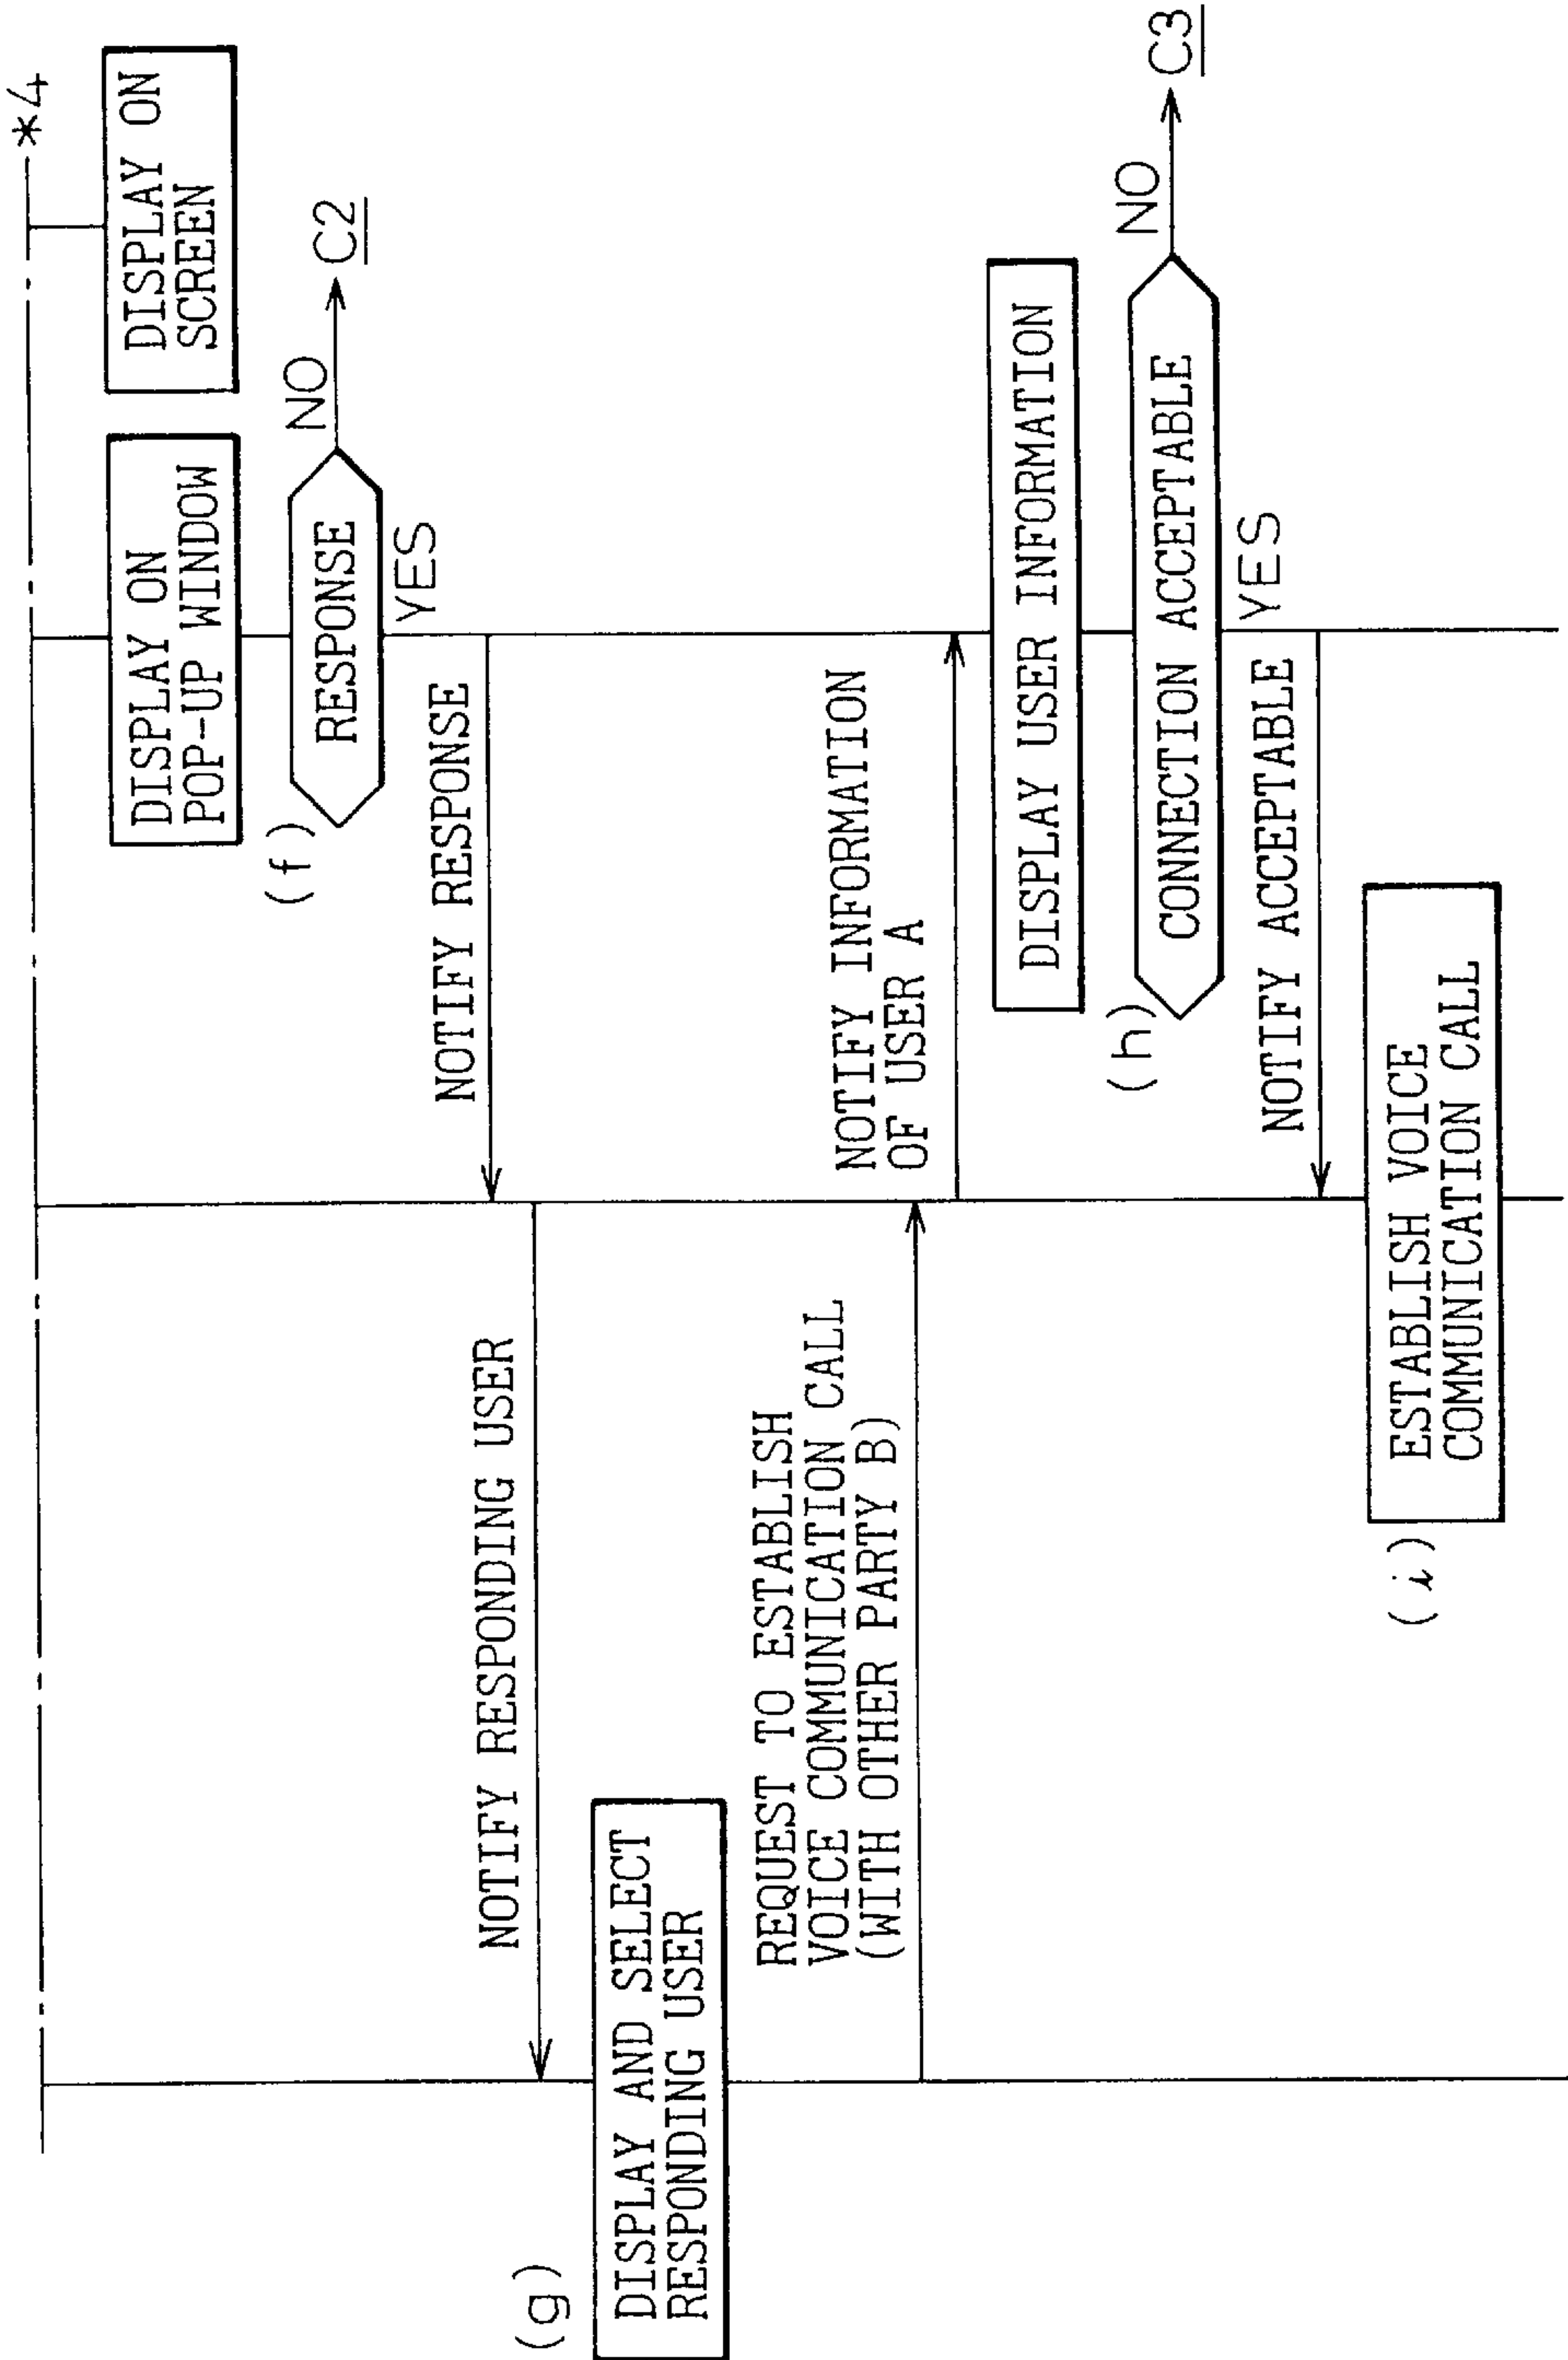 *4
DISPLAY ON
SCREEN
DISPLAY ON
POP-UP WINDOW
(f)
RESPONSE
NO
C2
YES
NOTIFY RESPONSE
NOTIFY RESPONDING USER
(g)
DISPLAY AND SELECT
RESPONDING USER
REQUEST TO ESTABLISH
VOICE COMMUNICATION CALL
(WITH OTHER PARTY B)
NOTIFY INFORMATION
OF USER A
DISPLAY USER INFORMATION
(h)
CONNECTION ACCEPTABLE
NO
C3
YES
NOTIFY ACCEPTABLE
(i)
ESTABLISH VOICE
COMMUNICATION CALL